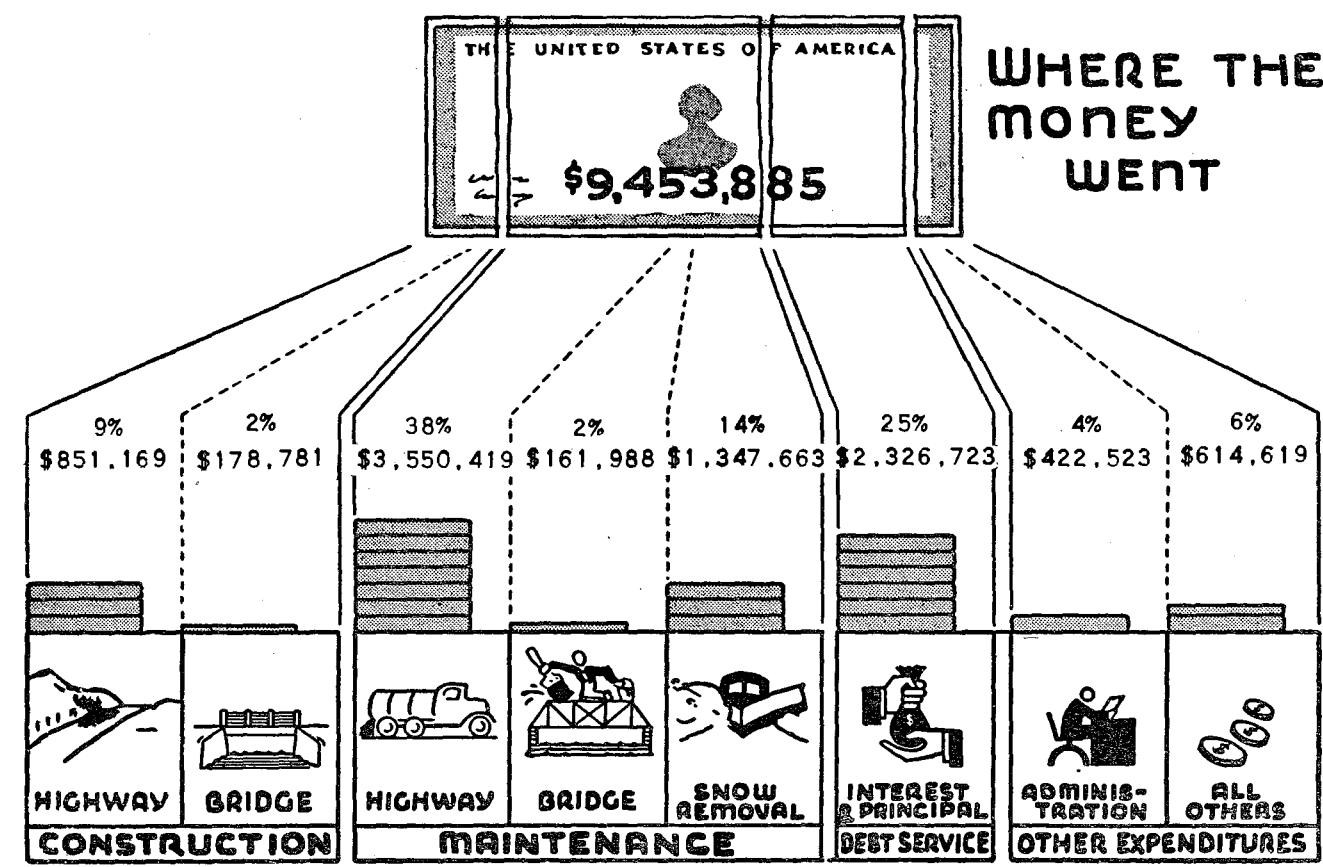 THE UNITED STATES OF AMERICA
$9,453,885
WHERE THE
MONEY
WENT
9%
$851,169
2%
$178,781
38%
$3,550,419
2%
$161,988
14%
$1,347,663
25%
$2,326,723
4%
$422,523
6%
$614,619
HIGHWAY
BRIDGE
HIGHWAY
BRIDGE
SNOW
REMOVAL
INTEREST
& PRINCIPAL
ADMINIS-
TRATION
ALL
OTHERS
CONSTRUCTION
MAINTENANCE
DEBT SERVICE
OTHER EXPENDITURES